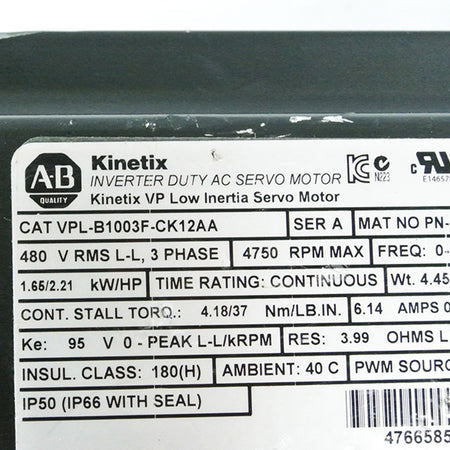 AB
QUALITY
Kinetix
INVERTER DUTY AC SERVO MOTOR
Kinetix VP Low Inertia Servo Motor
N223
c RU
E14657
CAT VPL-B1003F-CK12AA SER A MAT NO PN-
480 V RMS L-L, 3 PHASE 4750 RPM MAX FREQ: 0-
1.65/2.21 kW/HP TIME RATING: CONTINUOUS Wt. 4.45
CONT. STALL TORQ.: 4.18/37 Nm/LB.IN. 6.14 AMPS 0
Ke: 95 V 0 - PEAK L-L/kRPM RES: 3.99 OHMS L
INSUL. CLASS: 180(H) AMBIENT: 40 C PWM SOURC
IP50 (IP66 WITH SEAL)
4766585